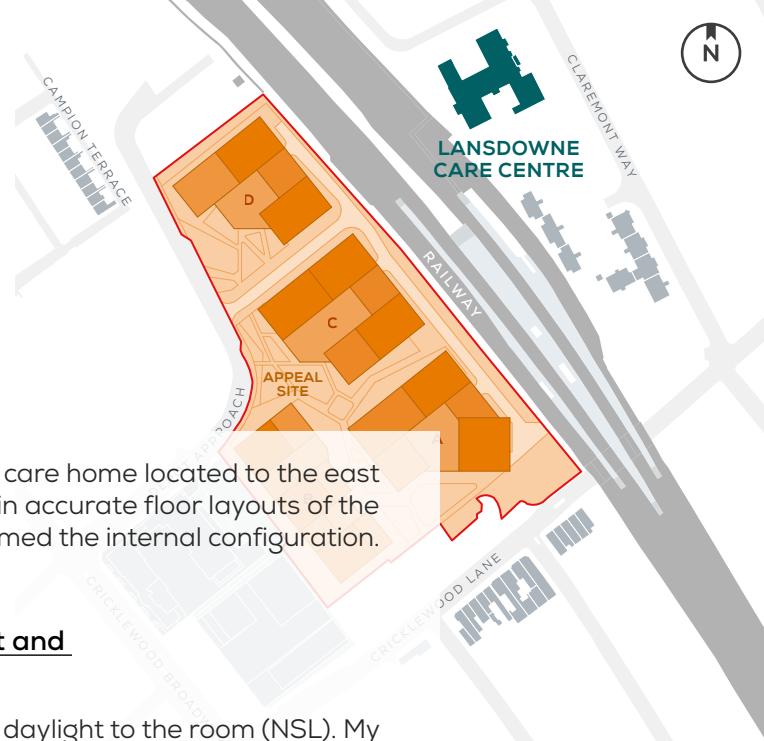 N
CAMPION TERRACE
CLAREMONT WAY
LANSDOWNE
CARE CENTRE
D
RAILWAY
C
APPEAL
SITE
A
APPROACH
care home located to the east
in accurate floor layouts of the
med the internal configuration.
B
CRICKLEWOOD LANE
CRICKLEWOOD BROADW
t and
daylight to the room (NSL). My